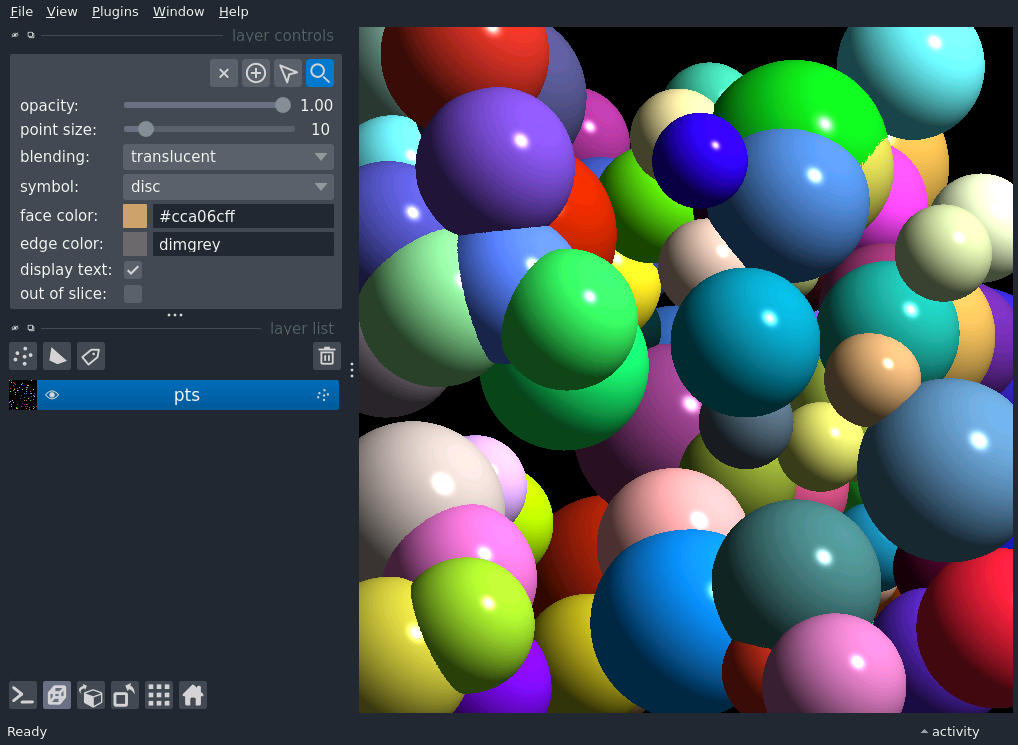 File View Plugins Window Help
layer controls
opacity: 1.00
point size: 10
blending: translucent
symbol: disc
face color: #cca06cff
edge color: dimgrey
display text:
out of slice:
layer list
pts
Ready
activity